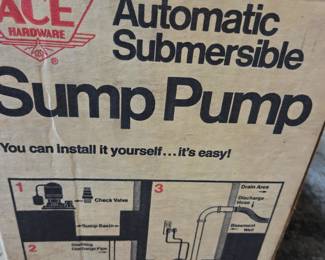 ACE
HARDWARE
®
Automatic
Submersible
Sump Pump
You can install it yourself...it's easy!
1
Check Valve
Sump Basin
2
3
Drain Area
Discharge
Hose
Basement
Wall